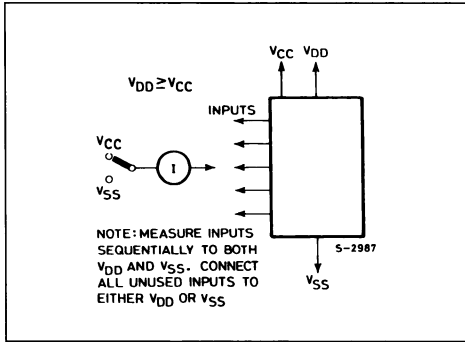 VCC VDD
VDD ≥ VCC
INPUTS
VCC
I
VSS
NOTE: MEASURE INPUTS
SEQUENTIALLY TO BOTH
VDD AND VSS. CONNECT
ALL UNUSED INPUTS TO
EITHER VDD OR VSS
S-2987
VSS